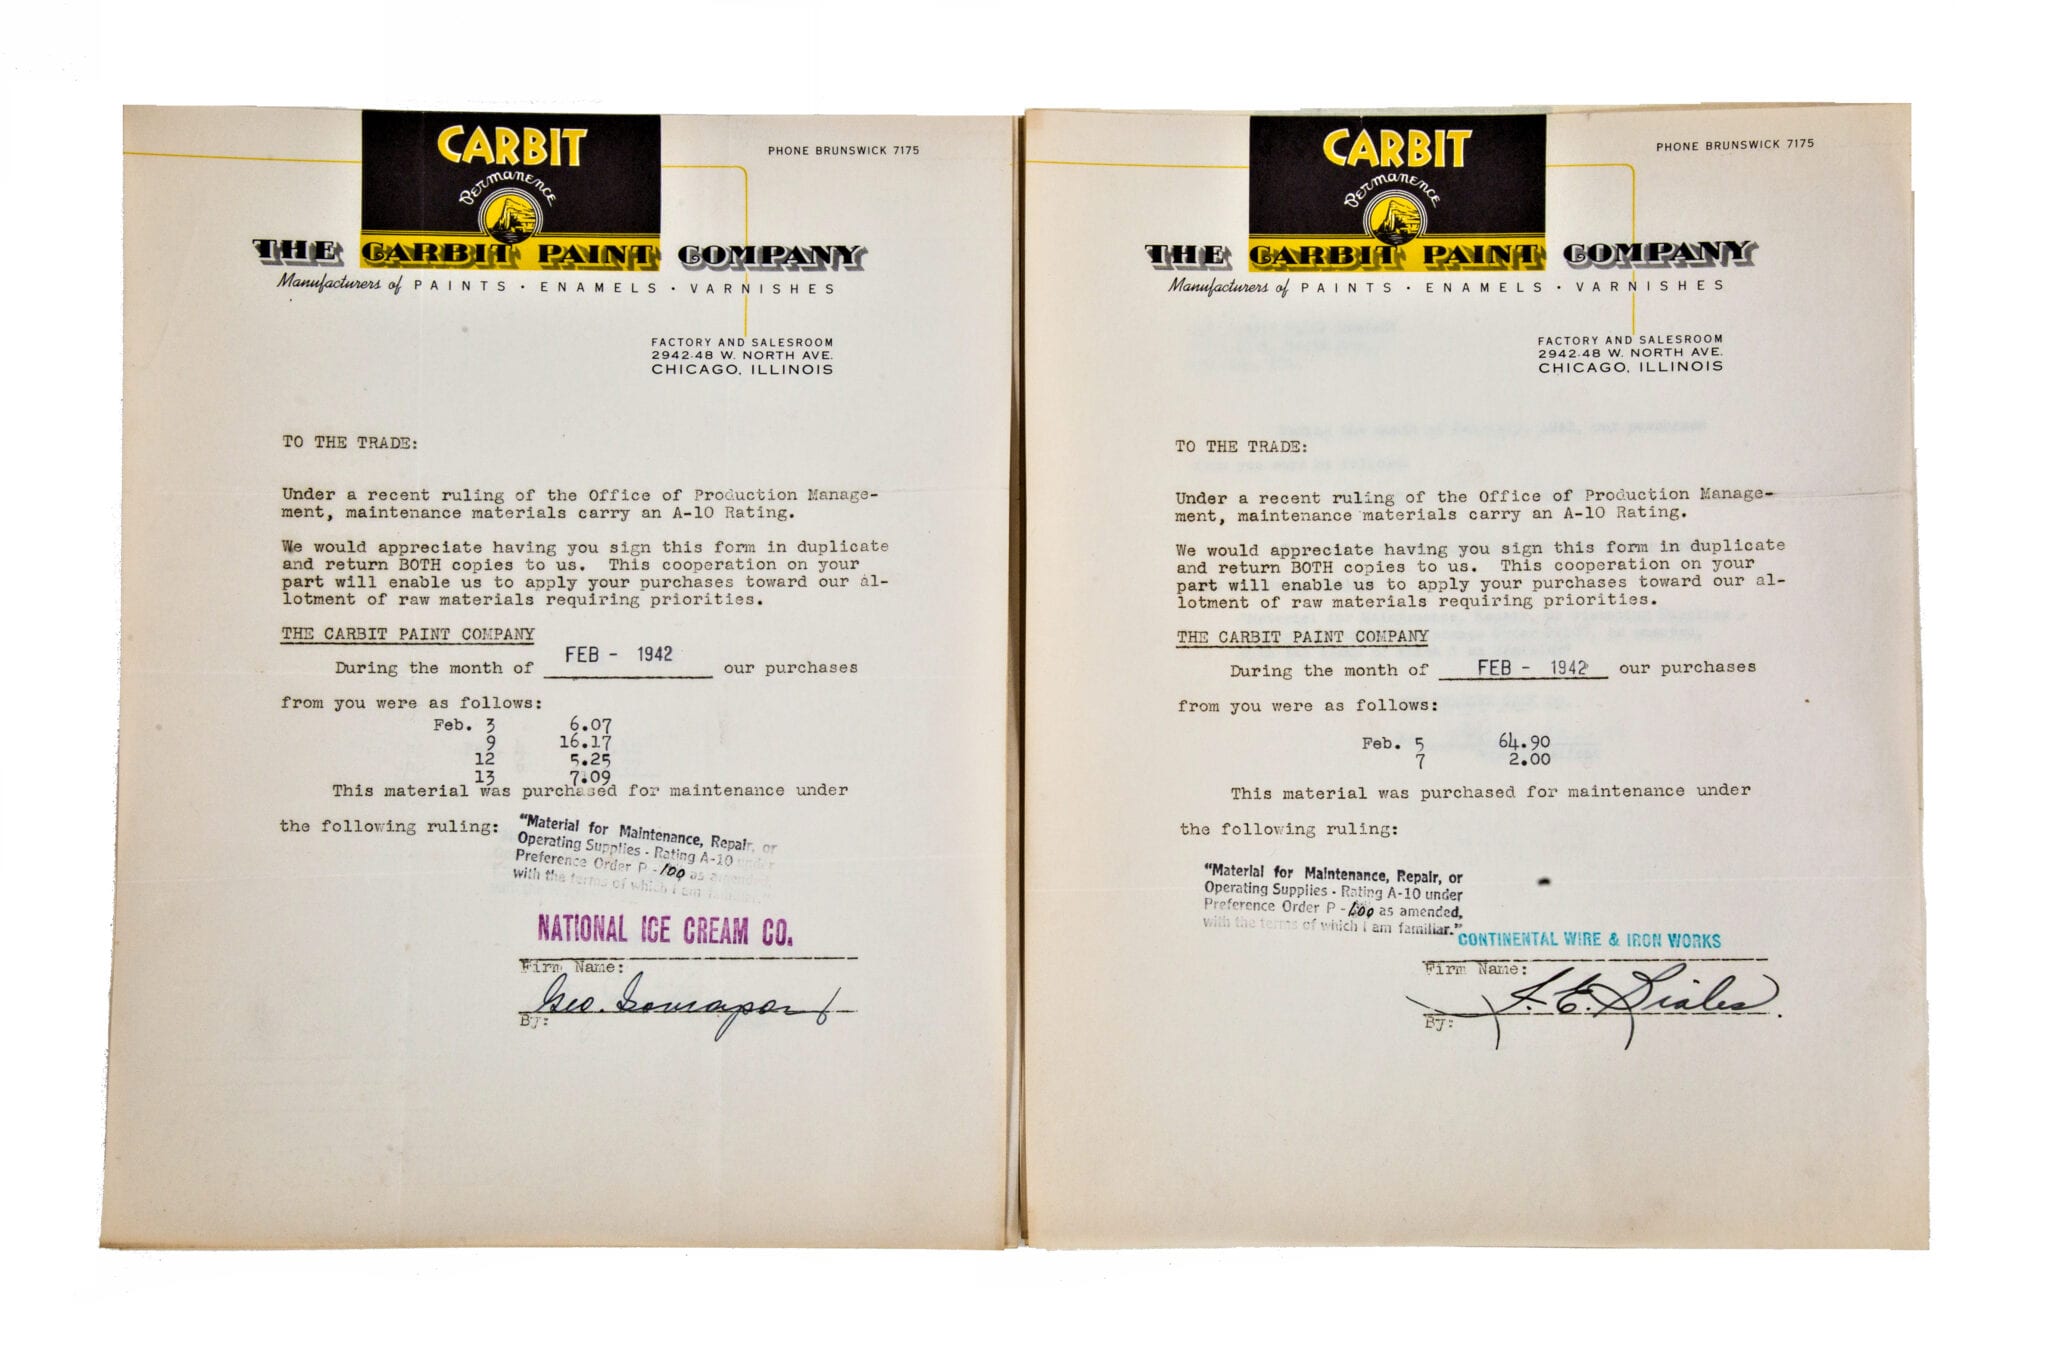 CARBIT
Permanence
PHONE BRUNSWICK 7175
THE CARBIT PAINT COMPANY
Manufacturers of PAINTS · ENAMELS · VARNISHES
FACTORY AND SALESROOM
2942-48 W. NORTH AVE.
CHICAGO, ILLINOIS
TO THE TRADE:
Under a recent ruling of the Office of Production Manage-
ment, maintenance materials carry an A-10 Rating.
We would appreciate having you sign this form in duplicate
and return BOTH copies to us. This cooperation on your
part will enable us to apply your purchases toward our al-
lotment of raw materials requiring priorities.
THE CARBIT PAINT COMPANY
During the month of FEB - 1942 our purchases
from you were as follows:
Feb. 3 6.07
9 16.17
12 5.25
13 7.09
This material was purchased for maintenance under
the following ruling:
"Material for Maintenance, Repair, or
Operating Supplies - Rating A-10 under
Preference Order P -100 as amended,
with the terms of which I am familiar."
NATIONAL ICE CREAM CO.
Firm Name:
Geo.
By:
CARBIT
Permanence
PHONE BRUNSWICK 7175
THE CARBIT PAINT COMPANY
Manufacturers of PAINTS · ENAMELS · VARNISHES
FACTORY AND SALESROOM
2942-48 W. NORTH AVE.
CHICAGO, ILLINOIS
TO THE TRADE:
Under a recent ruling of the Office of Production Manage-
ment, maintenance materials carry an A-10 Rating.
We would appreciate having you sign this form in duplicate
and return BOTH copies to us. This cooperation on your
part will enable us to apply your purchases toward our al-
lotment of raw materials requiring priorities.
THE CARBIT PAINT COMPANY
During the month of FEB - 1942 our purchases
from you were as follows:
Feb. 5 64.90
7 2.00
This material was purchased for maintenance under
the following ruling:
"Material for Maintenance, Repair, or
Operating Supplies - Rating A-10 under
Preference Order P -100 as amended,
with the terms of which I am familiar."
CONTINENTAL WIRE & IRON WORKS
Firm Name:
By: